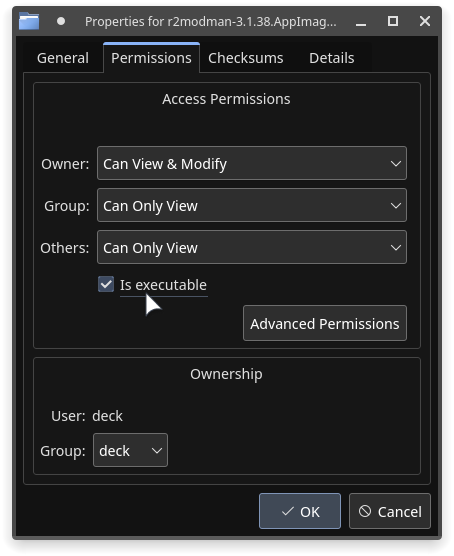 Properties for r2modman-3.1.38.AppImag...
General Permissions Checksums Details
Access Permissions
Owner: Can View & Modify
Group: Can Only View
Others: Can Only View
Is executable
Advanced Permissions
Ownership
User: deck
Group: deck
OK Cancel